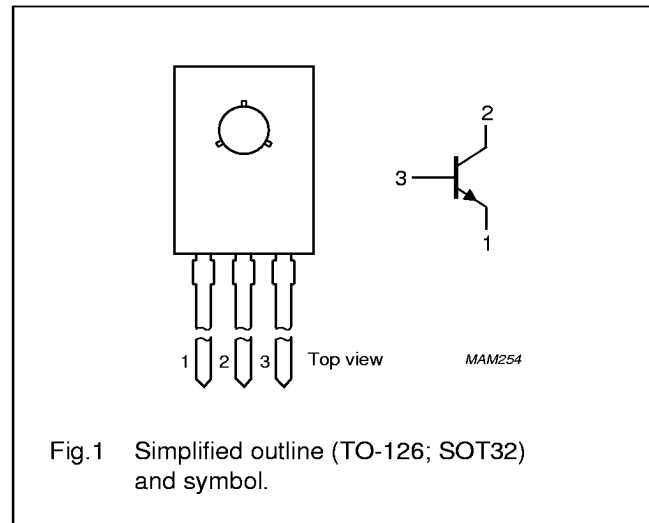 2
3
1
1 2 3 Top view MAM254
Fig.1 Simplified outline (TO-126; SOT32)
and symbol.